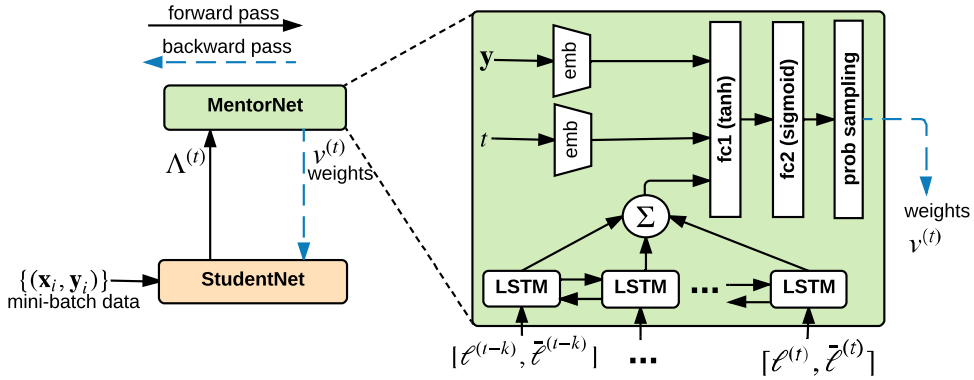 forward pass
backward pass
MentorNet
Λ^(t)
ν^(t)
weights
{(x_i, y_i)}
mini-batch data
StudentNet
y
emb
t
emb
fc1 (tanh)
fc2 (sigmoid)
prob sampling
weights
ν^(t)
Σ
LSTM
LSTM
...
LSTM
[ℓ^(t−k), ℓ̄^(t−k)]
...
[ℓ^(t), ℓ̄^(t)]